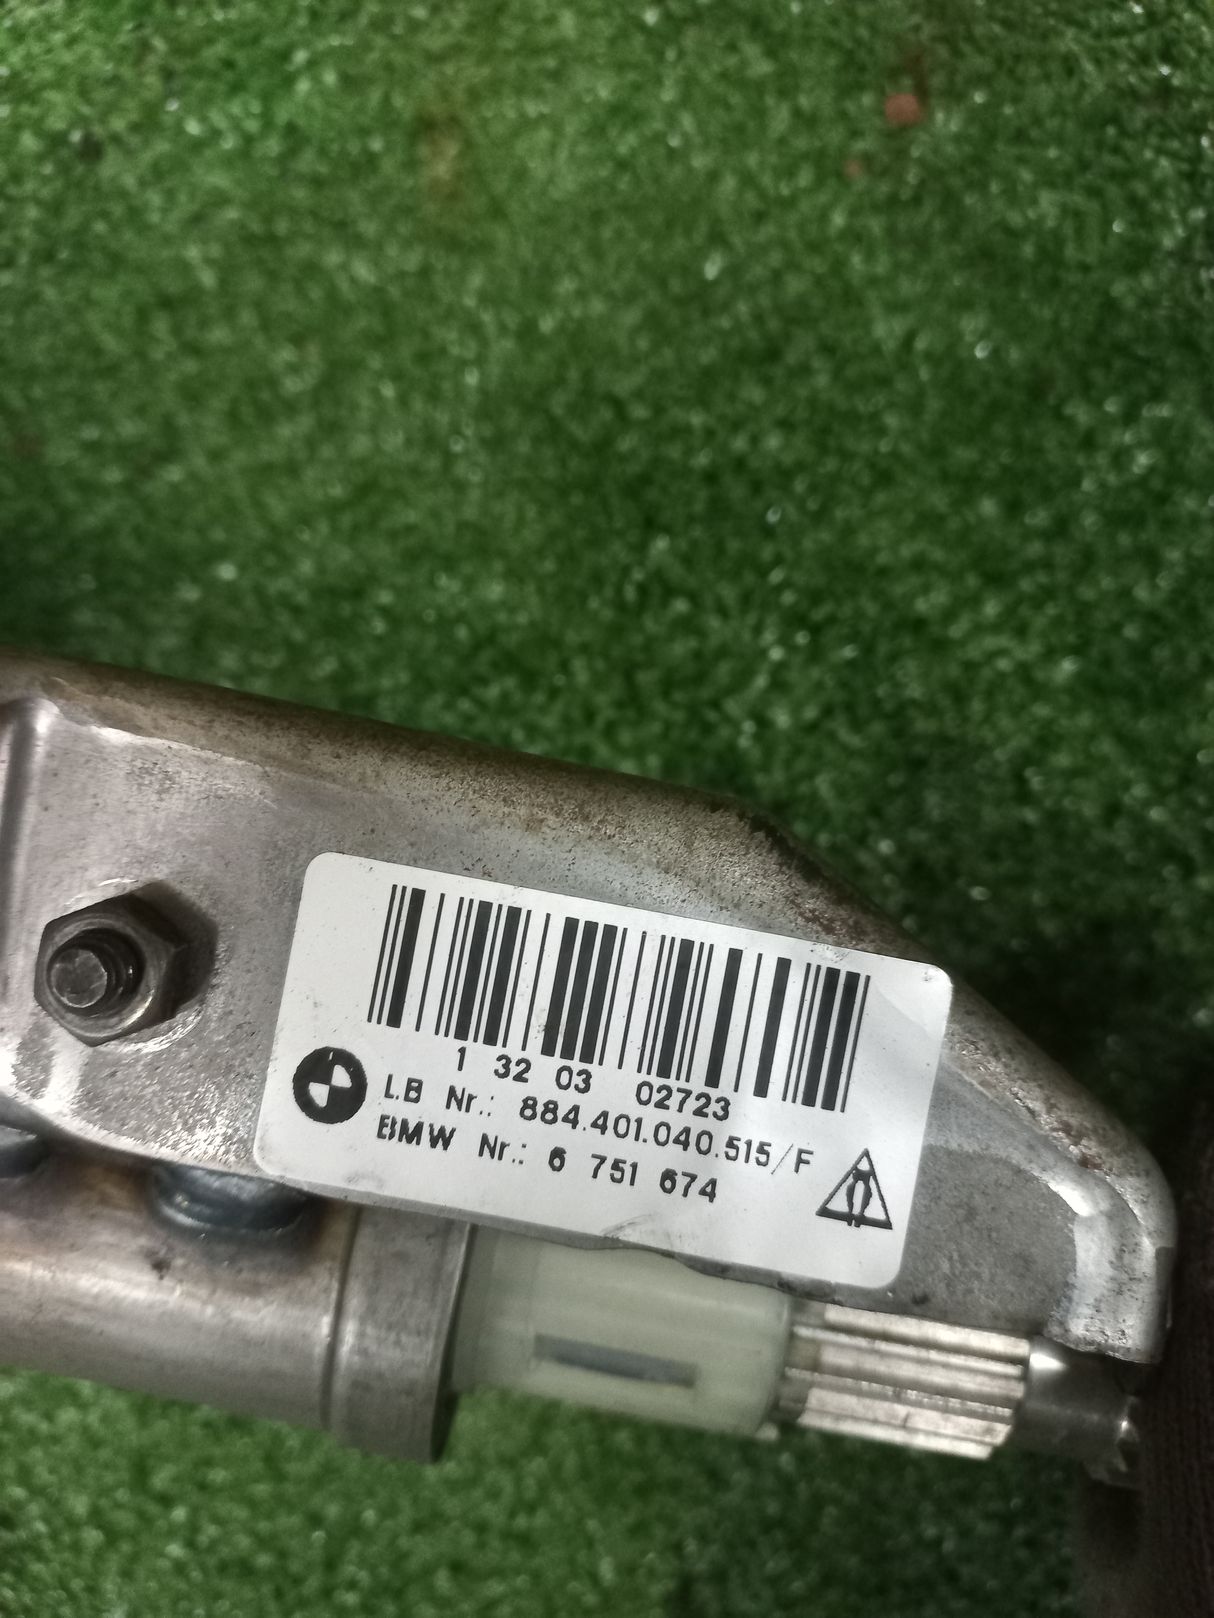 1 32 03 02723
LB Nr.: 884.401.040.515/F
BMW Nr.: 6 751 674